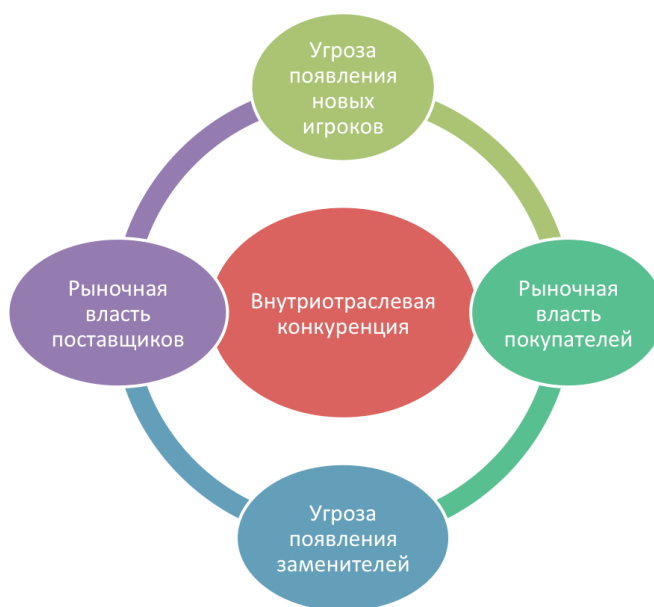 Угроза
появления
новых
игроков
Рыночная
власть
поставщиков
Внутриотраслевая
конкуренция
Рыночная
власть
покупателей
Угроза
появления
заменителей